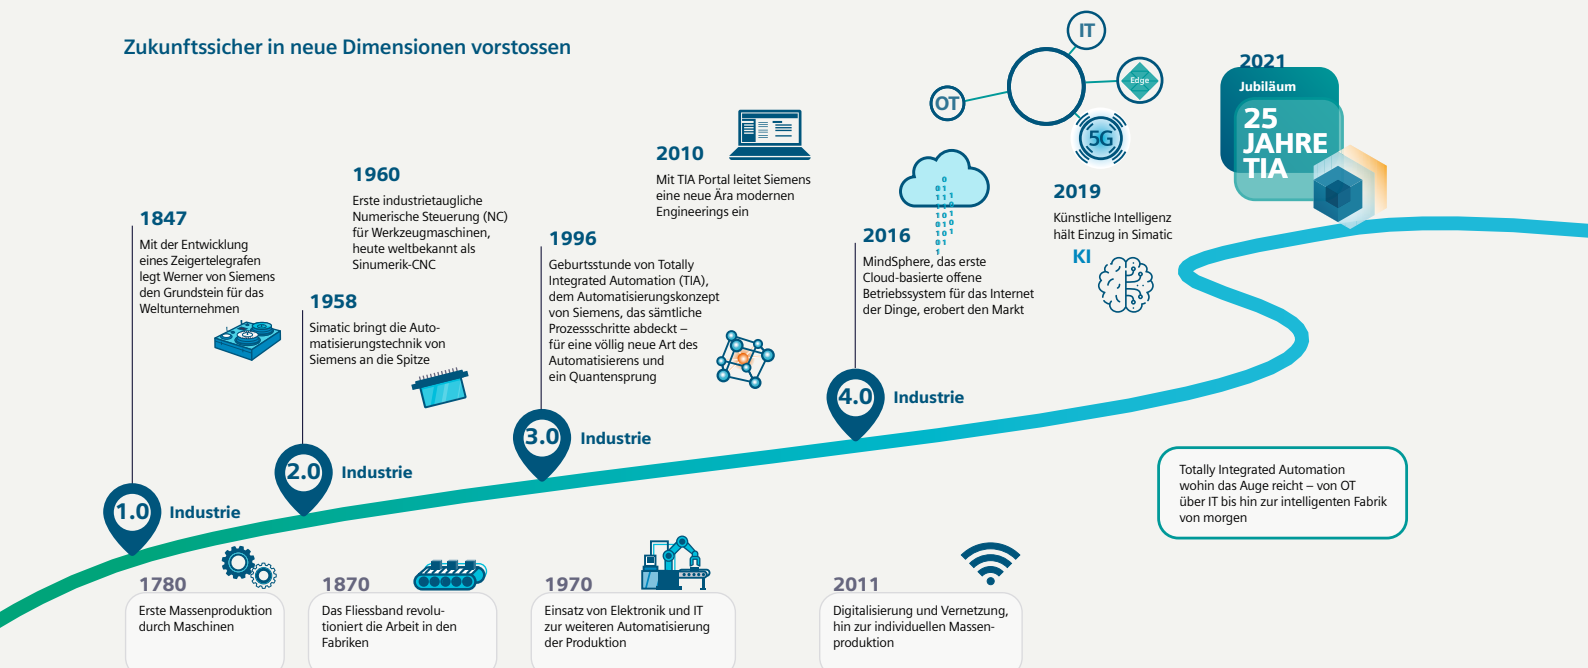 Zukunftssicher in neue Dimensionen vorstossen
1847
Mit der Entwicklung
eines Zeigertelegrafen
legt Werner von Siemens
den Grundstein für das
Weltunternehmen
1958
Simatic bringt die Auto-
matisierungstechnik von
Siemens an die Spitze
1960
Erste industrietaugliche
Numerische Steuerung (NC)
für Werkzeugmaschinen,
heute weltbekannt als
Sinumerik-CNC
1996
Geburtsstunde von Totally
Integrated Automation (TIA),
dem Automatisierungskonzept
von Siemens, das sämtliche
Prozessschritte abdeckt –
für eine völlig neue Art des
Automatisierens und
ein Quantensprung
2010
Mit TIA Portal leitet Siemens
eine neue Ära modernen
Engineerings ein
2016
MindSphere, das erste
Cloud-basierte offene
Betriebssystem für das Internet
der Dinge, erobert den Markt
OT
IT
Edge
5G
2019
Künstliche Intelligenz
hält Einzug in Simatic
KI
2021
Jubiläum
25
JAHRE
TIA
1.0 Industrie
2.0 Industrie
3.0 Industrie
4.0 Industrie
1780
Erste Massenproduktion
durch Maschinen
1870
Das Fliessband revolu-
tioniert die Arbeit in den
Fabriken
1970
Einsatz von Elektronik und IT
zur weiteren Automatisierung
der Produktion
2011
Digitalisierung und Vernetzung,
hin zur individuellen Massen-
produktion
Totally Integrated Automation
wohin das Auge reicht – von OT
über IT bis hin zur intelligenten Fabrik
von morgen